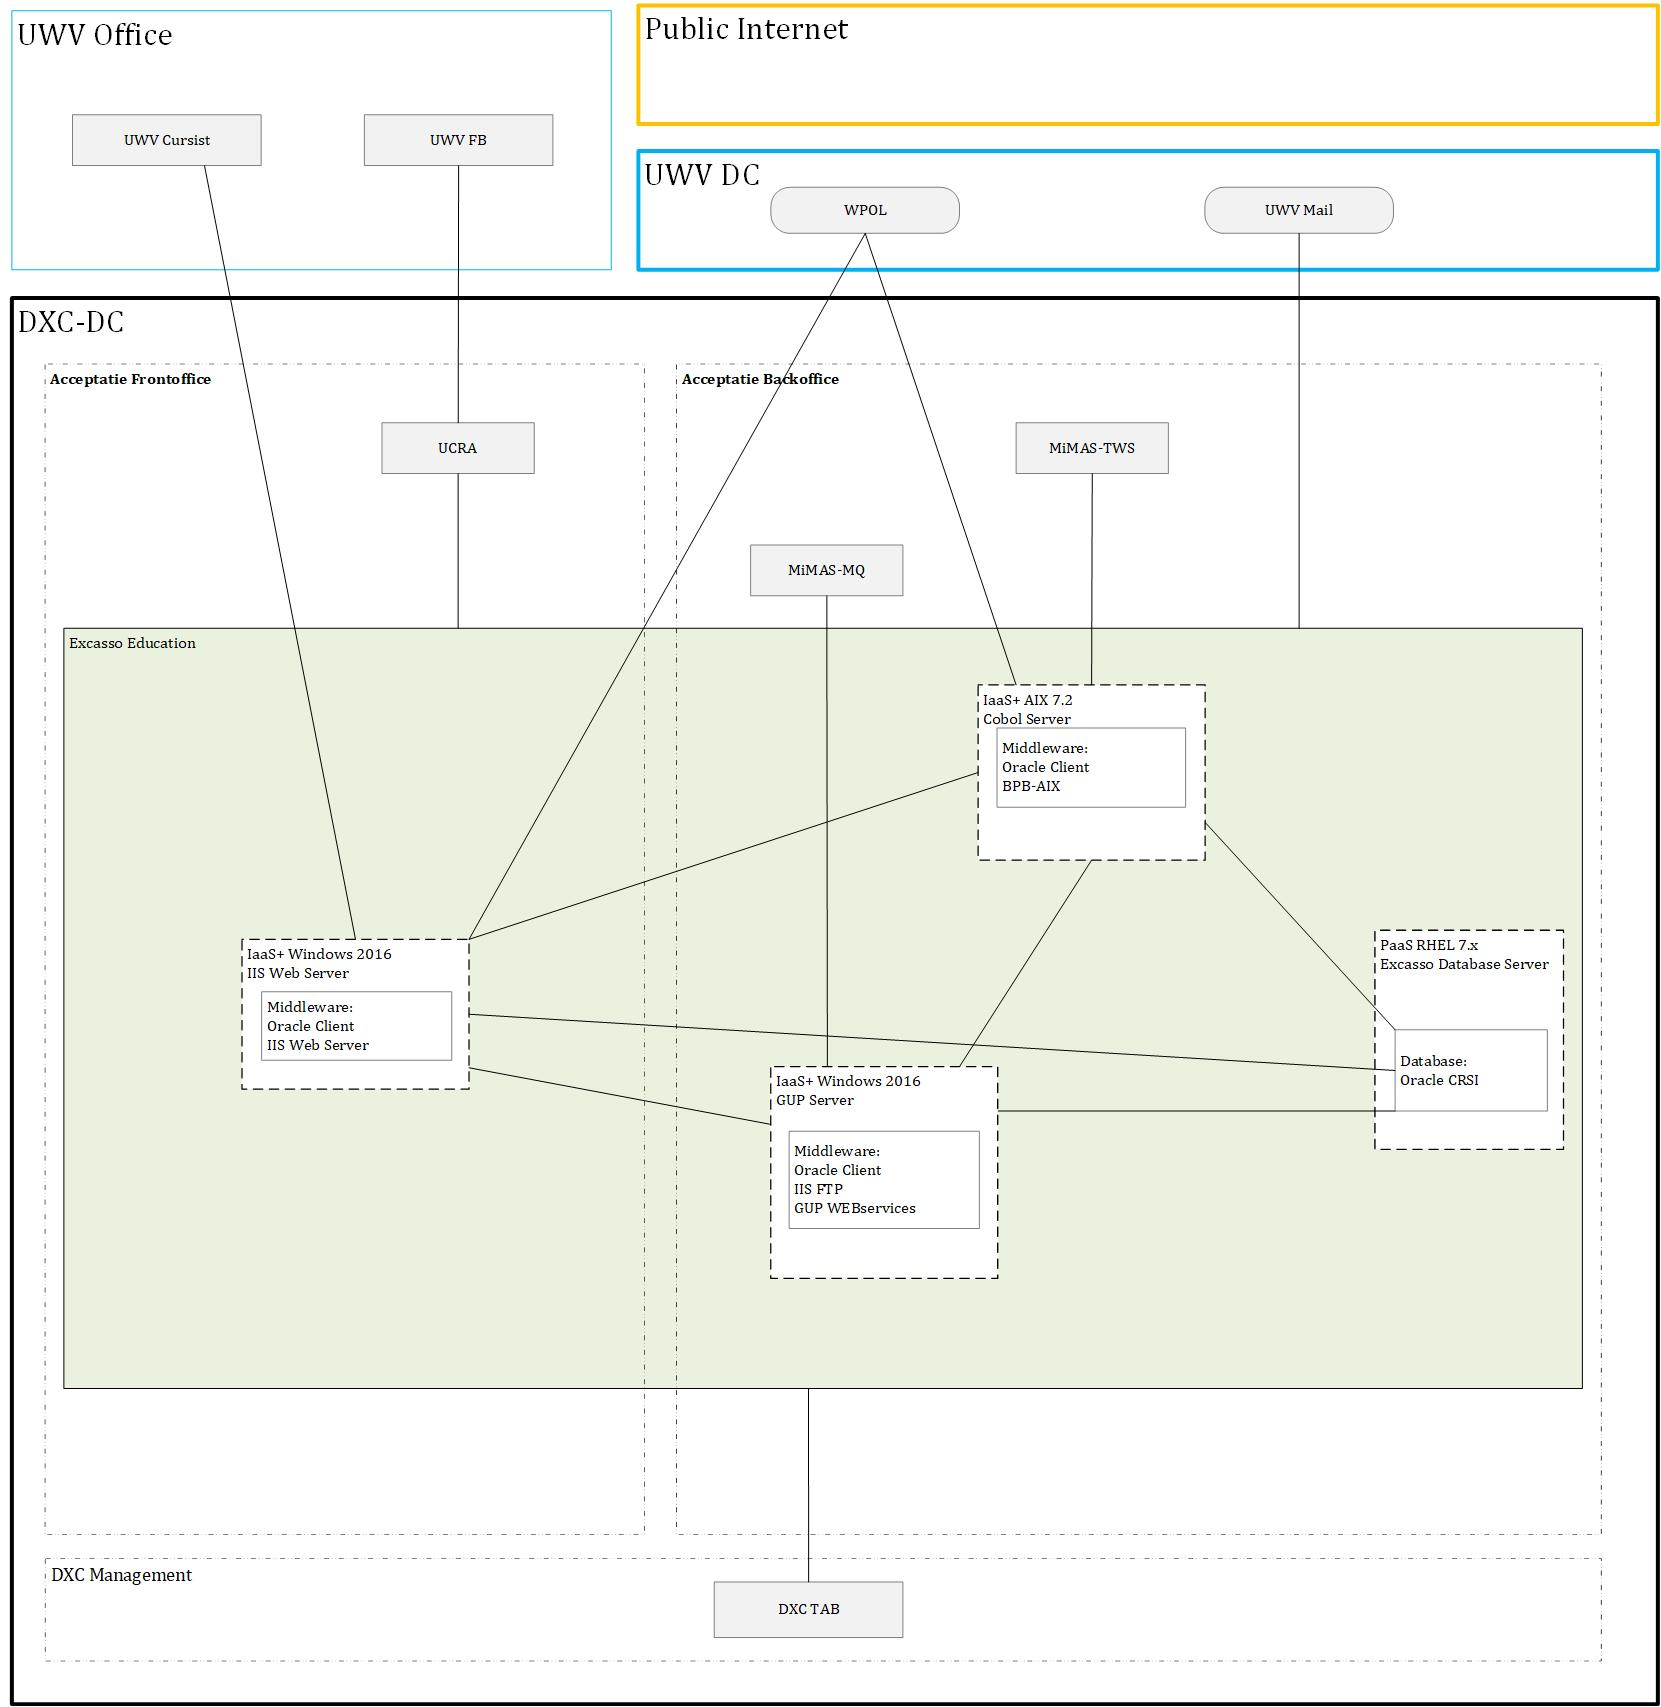 UWV Office
Public Internet
UWV Cursist
UWV FB
UWV DC
WPOL
UWV Mail
DXC-DC
Acceptatie Frontoffice
Acceptatie Backoffice
UCRA
MiMAS-TWS
MiMAS-MQ
Excasso Education
IaaS+ AIX 7.2
Cobol Server
Middleware:
Oracle Client
BPB-AIX
IaaS+ Windows 2016
IIS Web Server
Middleware:
Oracle Client
IIS Web Server
PaaS RHEL 7.x
Excasso Database Server
Database:
Oracle CRSI
IaaS+ Windows 2016
GUP Server
Middleware:
Oracle Client
IIS FTP
GUP WEBservices
DXC Management
DXC TAB